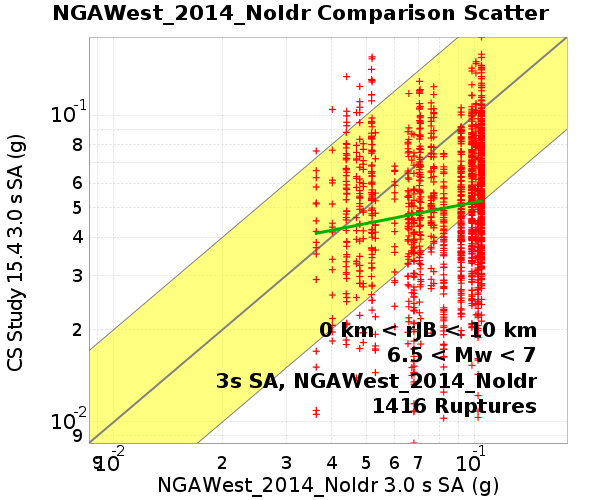 NGAWest_2014_NoIdr Comparison Scatter
CS Study 15.4 3.0 s SA (g)
10-1
8
6
5
4
3
2
10-2
9
0 km < rJB < 10 km
6.5 < Mw < 7
3s SA, NGAWest_2014_NoIdr
1416 Ruptures
9 10-2 2 3 4 5 6 7 10-1
NGAWest_2014_NoIdr 3.0 s SA (g)